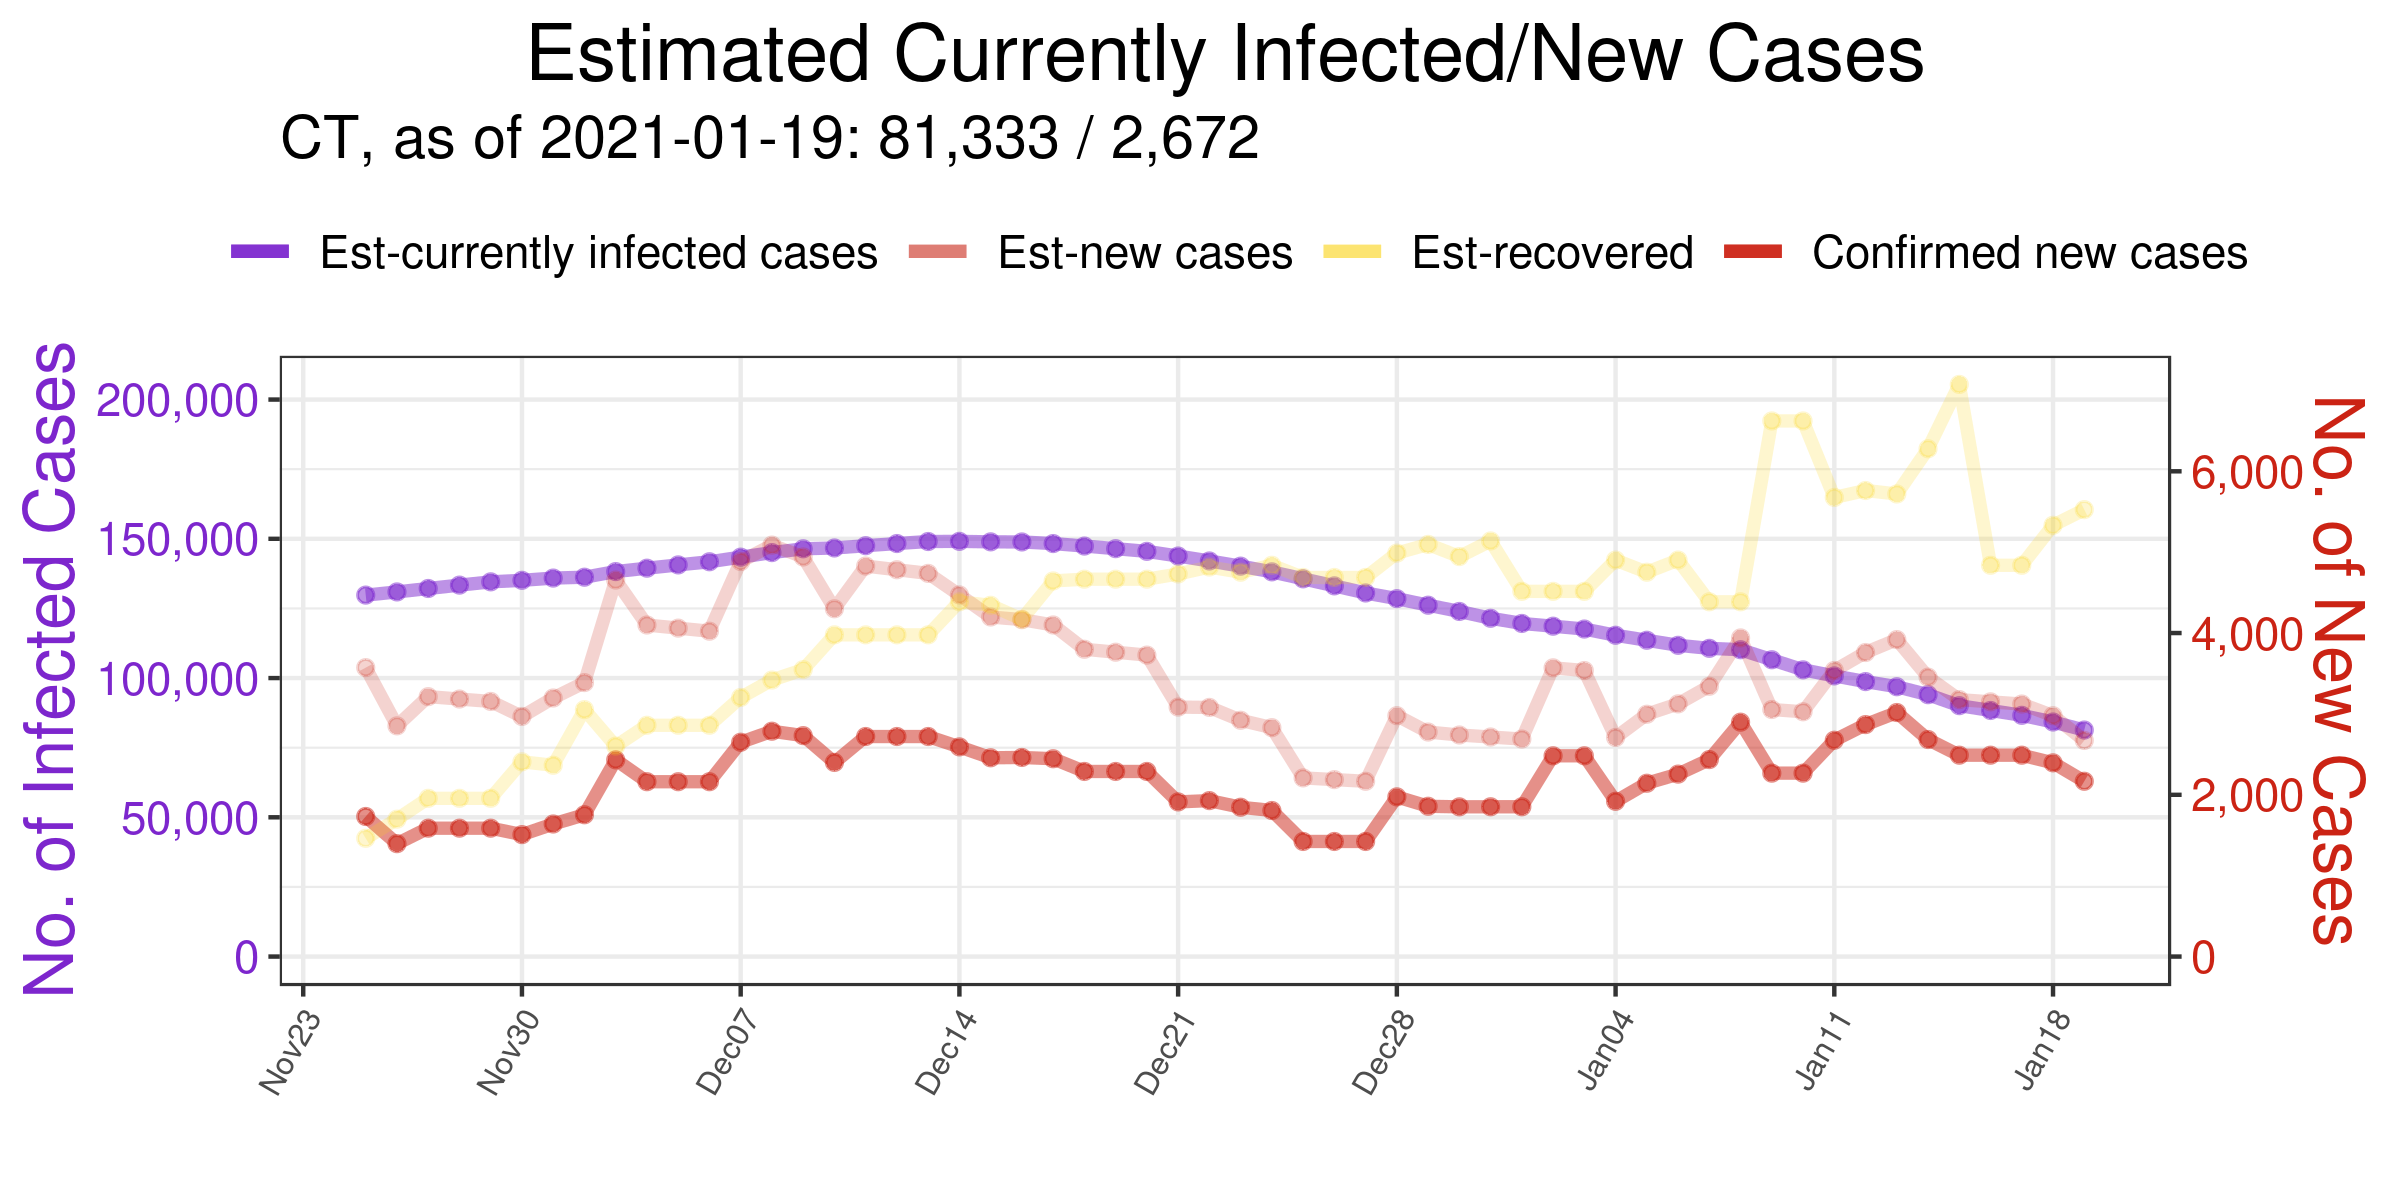 Estimated Currently Infected/New Cases
CT, as of 2021-01-19: 81,333 / 2,672
Est-currently infected cases Est-new cases Est-recovered Confirmed new cases
No. of Infected Cases
200,000
150,000
100,000
50,000
0
6,000
4,000
2,000
0
No. of New Cases
Nov23 Nov30 Dec07 Dec14 Dec21 Dec28 Jan04 Jan11 Jan18